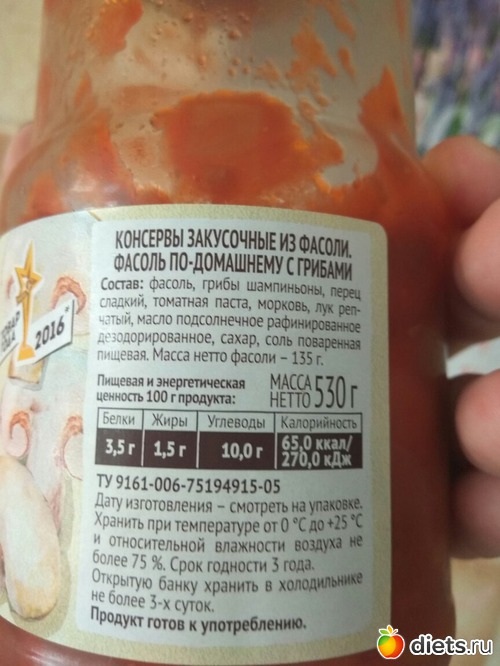 КОНСЕРВЫ ЗАКУСОЧНЫЕ ИЗ ФАСОЛИ.
ФАСОЛЬ ПО-ДОМАШНЕМУ С ГРИБАМИ
Состав: фасоль, грибы шампиньоны, перец
сладкий, томатная паста, морковь, лук реп-
чатый, масло подсолнечное рафинированное
дезодорированное, сахар, соль поваренная
пищевая. Масса нетто фасоли – 135 г.
Пищевая и энергетическая
ценность 100 г продукта:
МАССА
НЕТТО 530 г
Белки Жиры Углеводы Калорийность
3,5 г 1,5 г 10,0 г 65,0 ккал/
270,0 кДж
ТУ 9161-006-75194915-05
Дату изготовления – смотреть на упаковке.
Хранить при температуре от 0 °С до +25 °С
и относительной влажности воздуха не
более 75 %. Срок годности 3 года.
Открытую банку хранить в холодильнике
не более 3-х суток.
Продукт готов к употреблению.
ТОВАР
ГОДА
2016
diets.ru